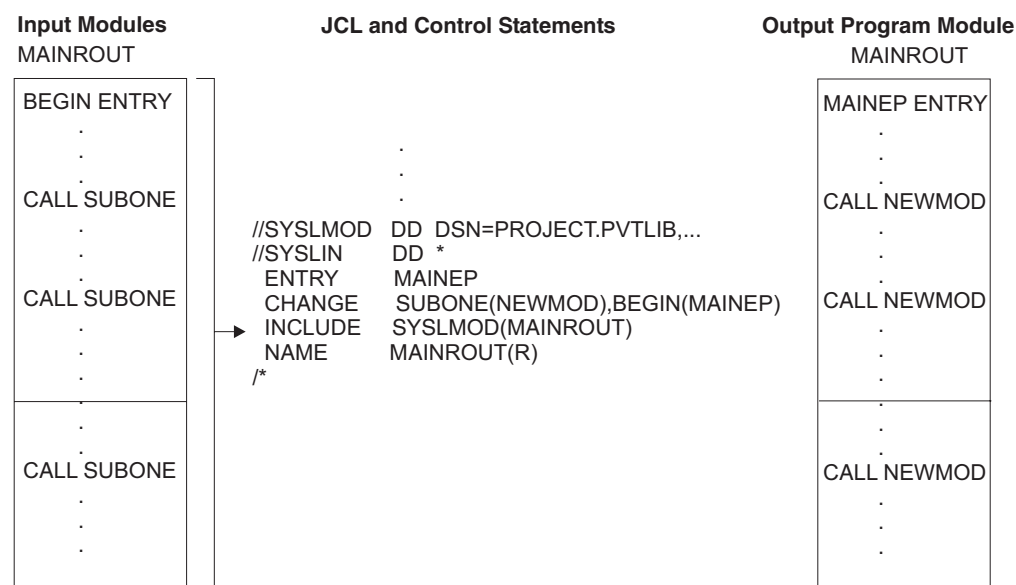 Input Modules
MAINROUT
BEGIN ENTRY
.
.
.
CALL SUBONE
.
.
.
CALL SUBONE
.
.
.
.
.
.
CALL SUBONE
.
.
.
JCL and Control Statements
.
.
.
//SYSLMOD DD DSN=PROJECT.PVTLIB,...
//SYSLIN DD *
ENTRY MAINEP
CHANGE SUBONE(NEWMOD),BEGIN(MAINEP)
INCLUDE SYSLMOD(MAINROUT)
NAME MAINROUT(R)
/*
Output Program Module
MAINROUT
MAINEP ENTRY
.
.
.
CALL NEWMOD
.
.
.
CALL NEWMOD
.
.
.
.
.
.
CALL NEWMOD
.
.
.